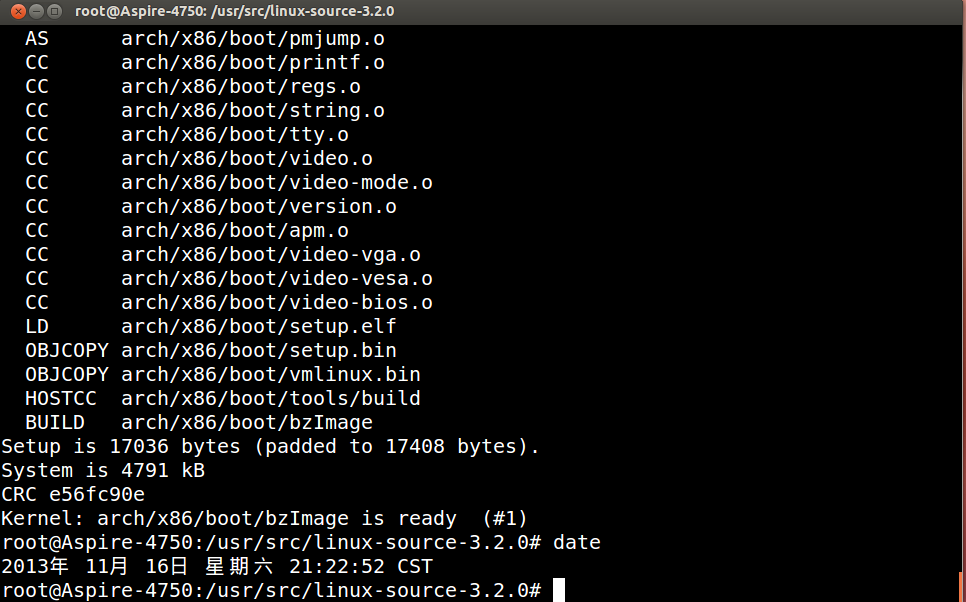 root@Aspire-4750: /usr/src/linux-source-3.2.0
AS      arch/x86/boot/pmjump.o
CC      arch/x86/boot/printf.o
CC      arch/x86/boot/regs.o
CC      arch/x86/boot/string.o
CC      arch/x86/boot/tty.o
CC      arch/x86/boot/video.o
CC      arch/x86/boot/video-mode.o
CC      arch/x86/boot/version.o
CC      arch/x86/boot/apm.o
CC      arch/x86/boot/video-vga.o
CC      arch/x86/boot/video-vesa.o
CC      arch/x86/boot/video-bios.o
LD      arch/x86/boot/setup.elf
OBJCOPY arch/x86/boot/setup.bin
OBJCOPY arch/x86/boot/vmlinux.bin
HOSTCC  arch/x86/boot/tools/build
BUILD   arch/x86/boot/bzImage
Setup is 17036 bytes (padded to 17408 bytes).
System is 4791 kB
CRC e56fc90e
Kernel: arch/x86/boot/bzImage is ready  (#1)
root@Aspire-4750:/usr/src/linux-source-3.2.0# date
2013年 11月 16日 星期六 21:22:52 CST
root@Aspire-4750:/usr/src/linux-source-3.2.0#